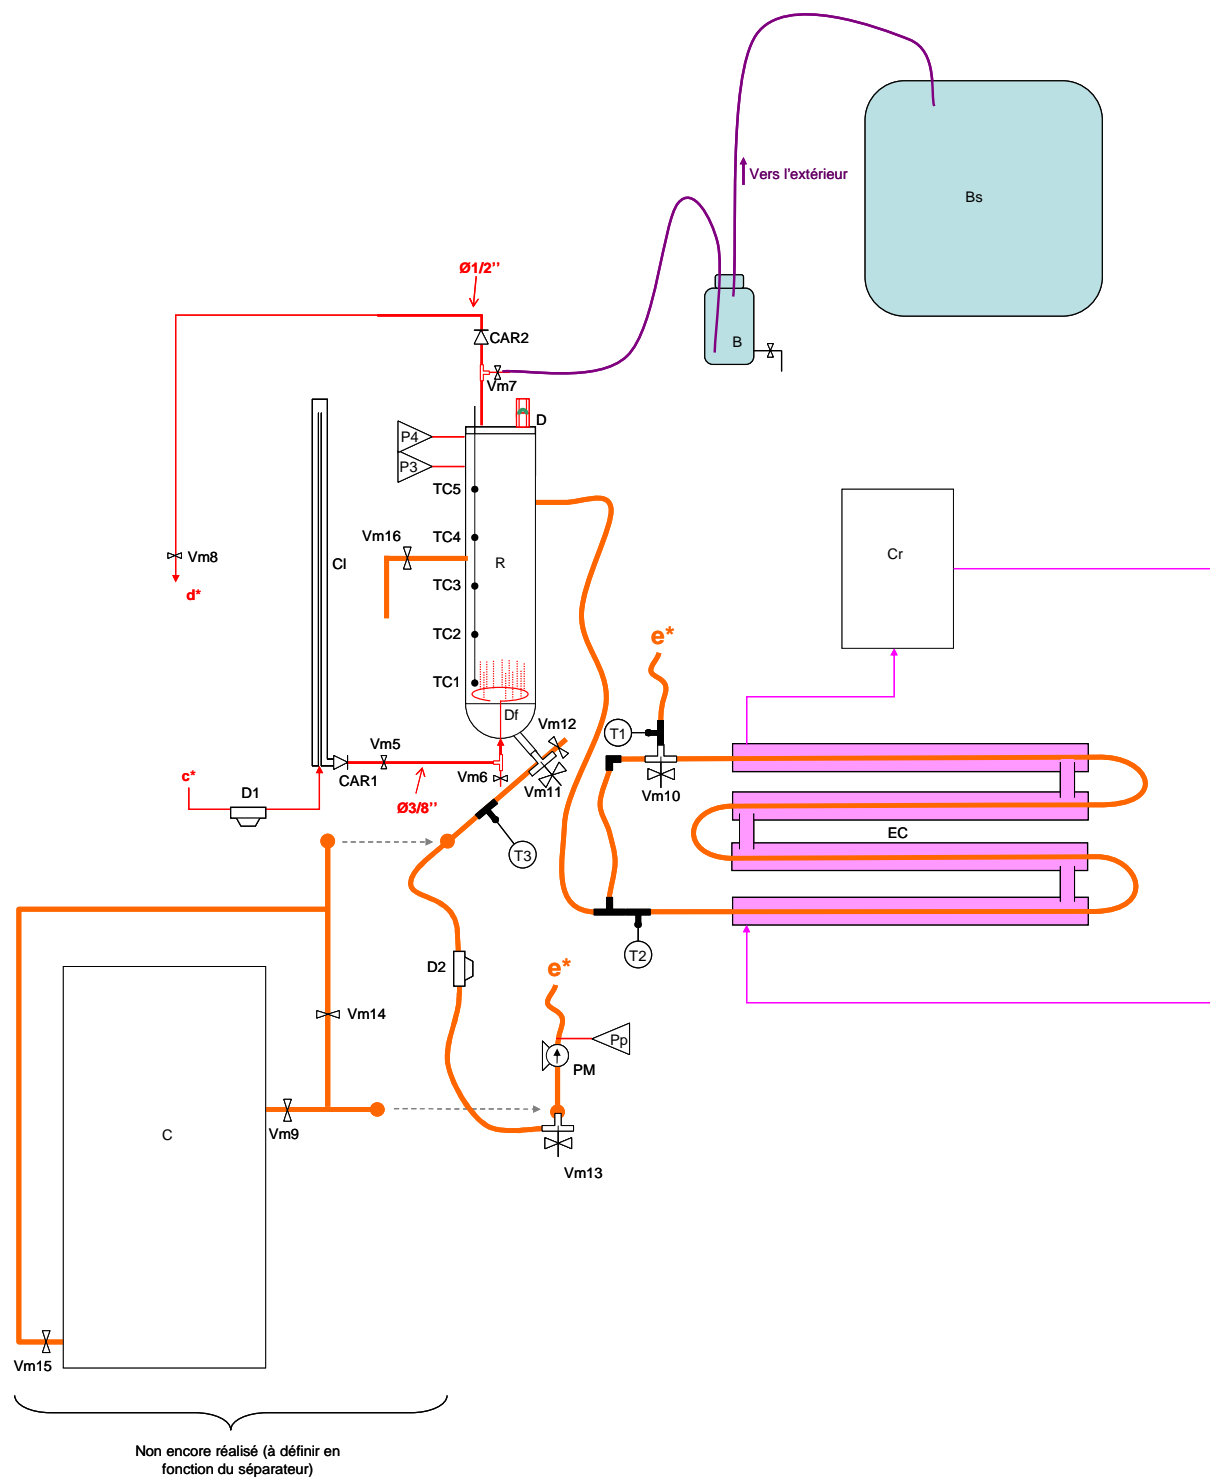 Vers l'extérieur
Bs
Ø1/2''
CAR2
B
Vm7
D
P4
P3
TC5
Vm16
TC4
Cr
Vm8
Cl
R
TC3
d*
TC2
e*
TC1
Df
Vm12
T1
Vm5
CAR1
Vm6
Vm11
Vm10
c*
D1
Ø3/8''
EC
T3
T2
D2
e*
Vm14
Pp
PM
Vm9
C
Vm13
Vm15
Non encore réalisé (à définir en
fonction du séparateur)